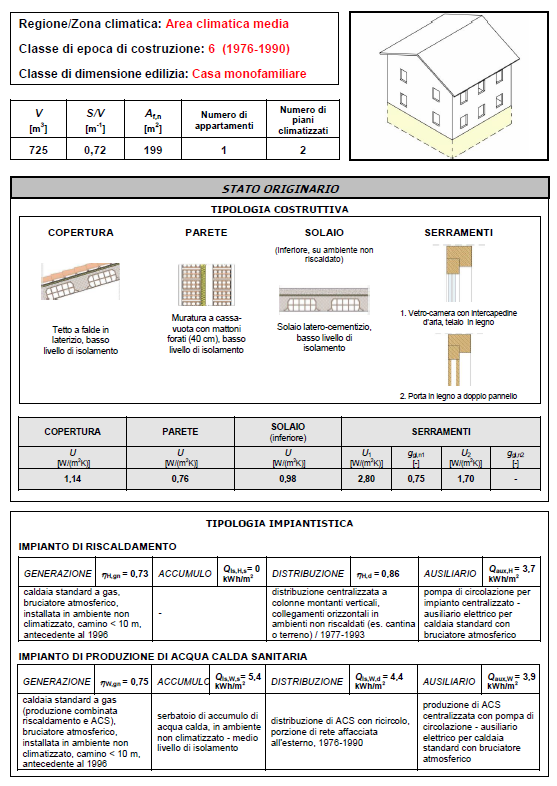 Regione/Zona climatica: Area climatica media
Classe di epoca di costruzione: 6 (1976-1990)
Classe di dimensione edilizia: Casa monofamiliare
V [m³] S/V [m-1] Af,n [m²] Numero di appartamenti Numero di piani climatizzati
725 0,72 199 1 2
STATO ORIGINARIO
TIPOLOGIA COSTRUTTIVA
COPERTURA PARETE SOLAIO SERRAMENTI
(Inferiore, su ambiente non
riscaldato)
Tetto a falde in
laterizio, basso
livello di isolamento
Muratura a cassa-
vuota con mattoni
forati (40 cm), basso
livello di isolamento
Solaio latero-cementizio,
basso livello di
isolamento
1. Vetro-camera con intercapedine
d'aria, telaio in legno
2. Porta in legno a doppio pannello
COPERTURA PARETE SOLAIO (inferiore) SERRAMENTI
U [W/(m²K)] U [W/(m²K)] U [W/(m²K)] U1 [W/(m²K)] ggl,n1 [-] U2 [W/(m²K)] ggl,n2 [-]
1,14 0,76 0,98 2,80 0,75 1,70 -
TIPOLOGIA IMPIANTISTICA
IMPIANTO DI RISCALDAMENTO
GENERAZIONE ηH,gn = 0,73 ACCUMULO Qls,H,s= 0 kWh/m² DISTRIBUZIONE ηH,d = 0,86 AUSILIARIO Qaux,H = 3,7 kWh/m²
caldaia standard a gas,
bruciatore atmosferico,
installata in ambiente non
climatizzato, camino < 10 m,
antecedente al 1996
-
distribuzione centralizzata a
colonne montanti verticali,
collegamenti orizzontali in
ambienti non riscaldati (es. cantina
o terreno) / 1977-1993
pompa di circolazione per
impianto centralizzato -
ausiliario elettrico per
caldaia standard con
bruciatore atmosferico
IMPIANTO DI PRODUZIONE DI ACQUA CALDA SANITARIA
GENERAZIONE ηW,gn = 0,75 ACCUMULO Qls,W,s= 5,4 kWh/m² DISTRIBUZIONE Qls,W,d = 4,4 kWh/m² AUSILIARIO Qaux,W = 3,9 kWh/m²
caldaia standard a gas
(produzione combinata
riscaldamento e ACS),
bruciatore atmosferico,
installata in ambiente non
climatizzato, camino < 10 m,
antecedente al 1996
serbatoio di accumulo di
acqua calda, in ambiente
non climatizzato - medio
livello di isolamento
distribuzione di ACS con ricircolo,
porzione di rete affacciata
all'esterno, 1976-1990
produzione di ACS
centralizzata con pompa di
circolazione - ausiliario
elettrico per caldaia
standard con bruciatore
atmosferico